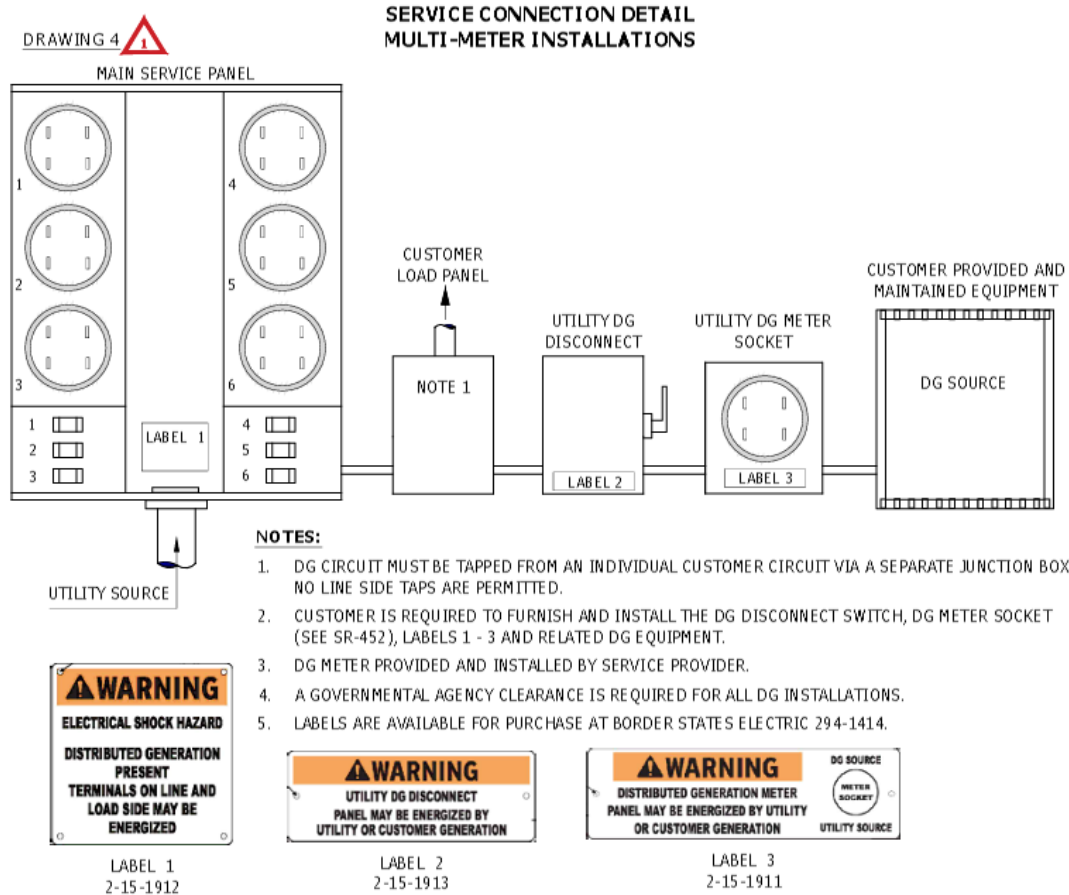 SERVICE CONNECTION DETAIL
MULTI-METER INSTALLATIONS
DRAWING 4
1
MAIN SERVICE PANEL
1
2
3
4
5
6
1
2
3
LABEL 1
4
5
6
UTILITY SOURCE
CUSTOMER
LOAD PANEL
NOTE 1
UTILITY DG
DISCONNECT
LABEL 2
UTILITY DG METER
SOCKET
LABEL 3
CUSTOMER PROVIDED AND
MAINTAINED EQUIPMENT
DG SOURCE
NOTES:
1. DG CIRCUIT MUST BE TAPPED FROM AN INDIVIDUAL CUSTOMER CIRCUIT VIA A SEPARATE JUNCTION BOX
NO LINE SIDE TAPS ARE PERMITTED.
2. CUSTOMER IS REQUIRED TO FURNISH AND INSTALL THE DG DISCONNECT SWITCH, DG METER SOCKET
(SEE SR-452), LABELS 1 - 3 AND RELATED DG EQUIPMENT.
3. DG METER PROVIDED AND INSTALLED BY SERVICE PROVIDER.
4. A GOVERNMENTAL AGENCY CLEARANCE IS REQUIRED FOR ALL DG INSTALLATIONS.
5. LABELS ARE AVAILABLE FOR PURCHASE AT BORDER STATES ELECTRIC 294-1414.
WARNING
ELECTRICAL SHOCK HAZARD
DISTRIBUTED GENERATION
PRESENT
TERMINALS ON LINE AND
LOAD SIDE MAY BE
ENERGIZED
LABEL 1
2-15-1912
WARNING
UTILITY DG DISCONNECT
PANEL MAY BE ENERGIZED BY
UTILITY OR CUSTOMER GENERATION
LABEL 2
2-15-1913
WARNING
DISTRIBUTED GENERATION METER
PANEL MAY BE ENERGIZED BY UTILITY
OR CUSTOMER GENERATION
DG SOURCE
METER
SOCKET
UTILITY SOURCE
LABEL 3
2-15-1911